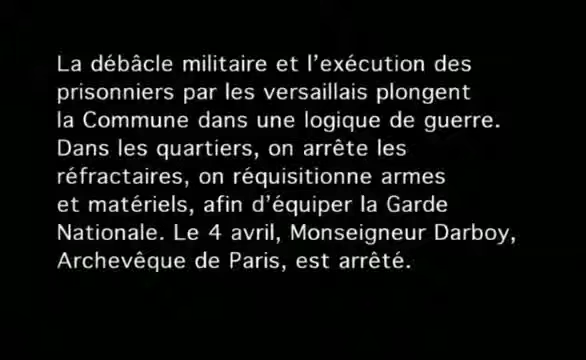 La débâcle militaire et l'exécution des
prisonniers par les versaillais plongent
la Commune dans une logique de guerre.
Dans les quartiers, on arrête les
réfractaires, on réquisitionne armes
et matériels, afin d'équiper la Garde
Nationale. Le 4 avril, Monseigneur Darboy,
Archevêque de Paris, est arrêté.